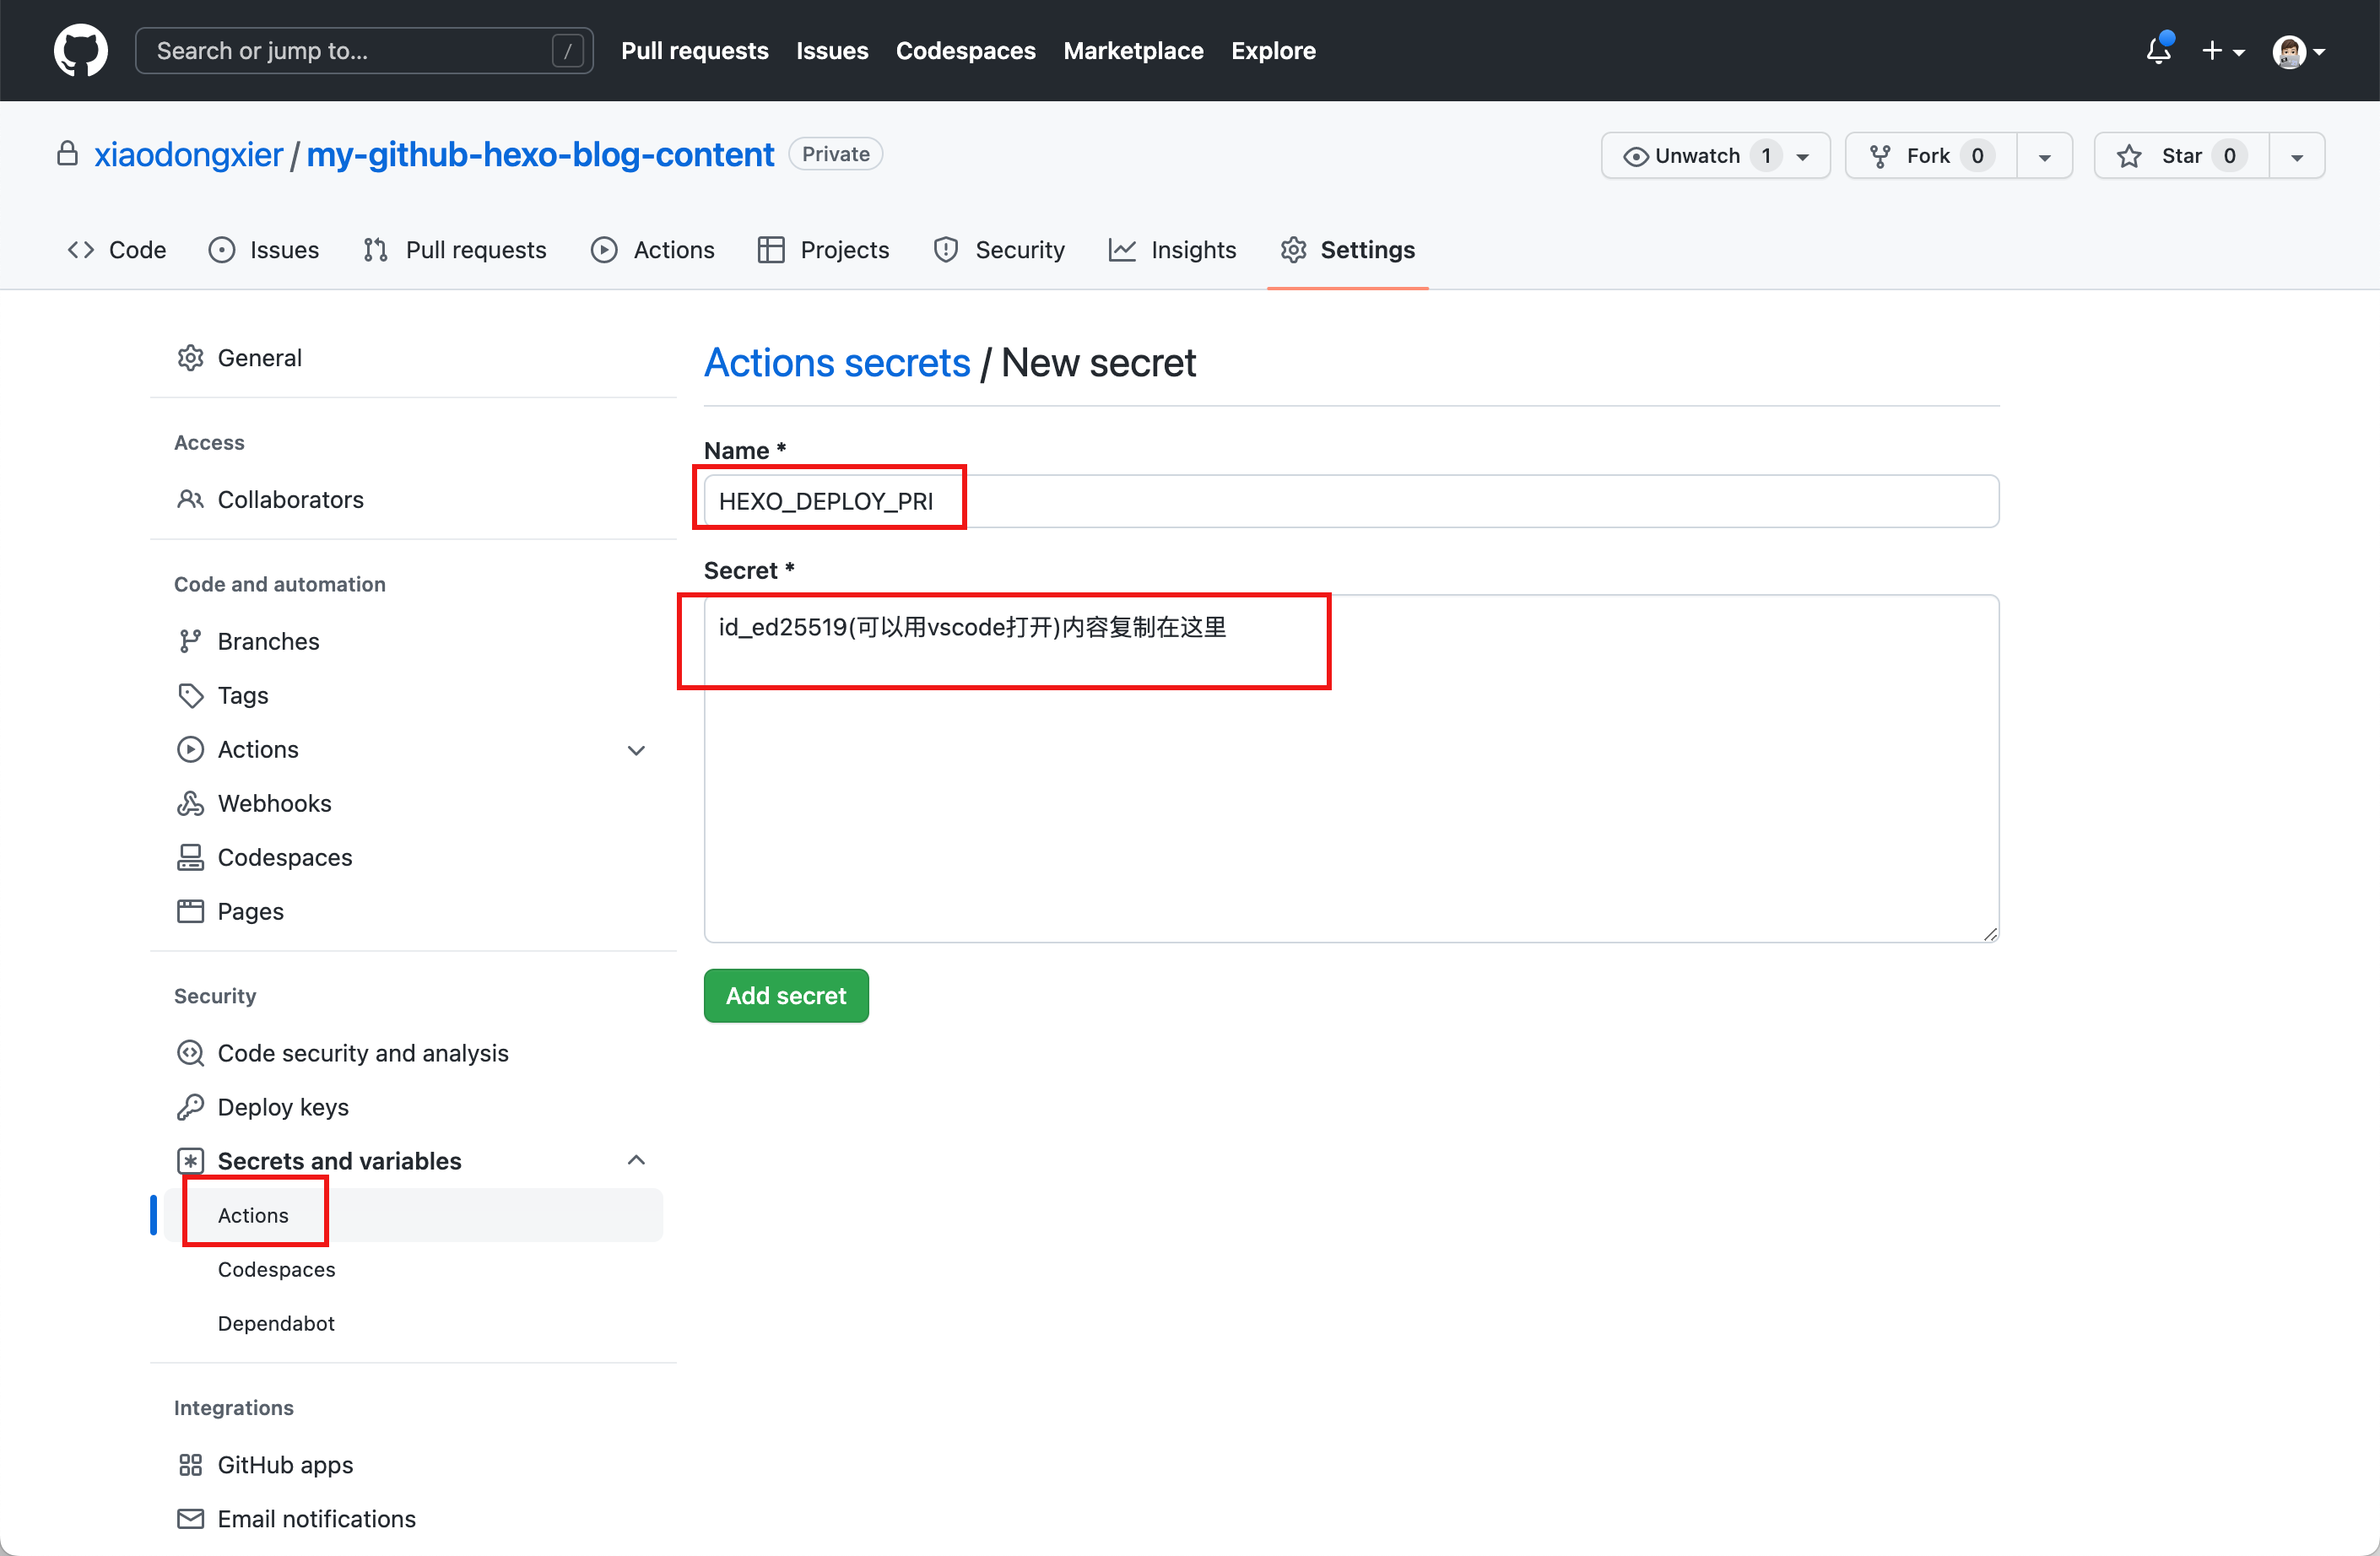 Search or jump to... /
Pull requests Issues Codespaces Marketplace Explore
xiaodongxier / my-github-hexo-blog-content Private
Unwatch 1 Fork 0 Star 0
Code Issues Pull requests Actions Projects Security Insights Settings
General
Access
Collaborators
Code and automation
Branches
Tags
Actions
Webhooks
Codespaces
Pages
Security
Code security and analysis
Deploy keys
Secrets and variables
Actions
Codespaces
Dependabot
Integrations
GitHub apps
Email notifications
Actions secrets / New secret
Name *
HEXO_DEPLOY_PRI
Secret *
id_ed25519(可以用vscode打开)内容复制在这里
Add secret